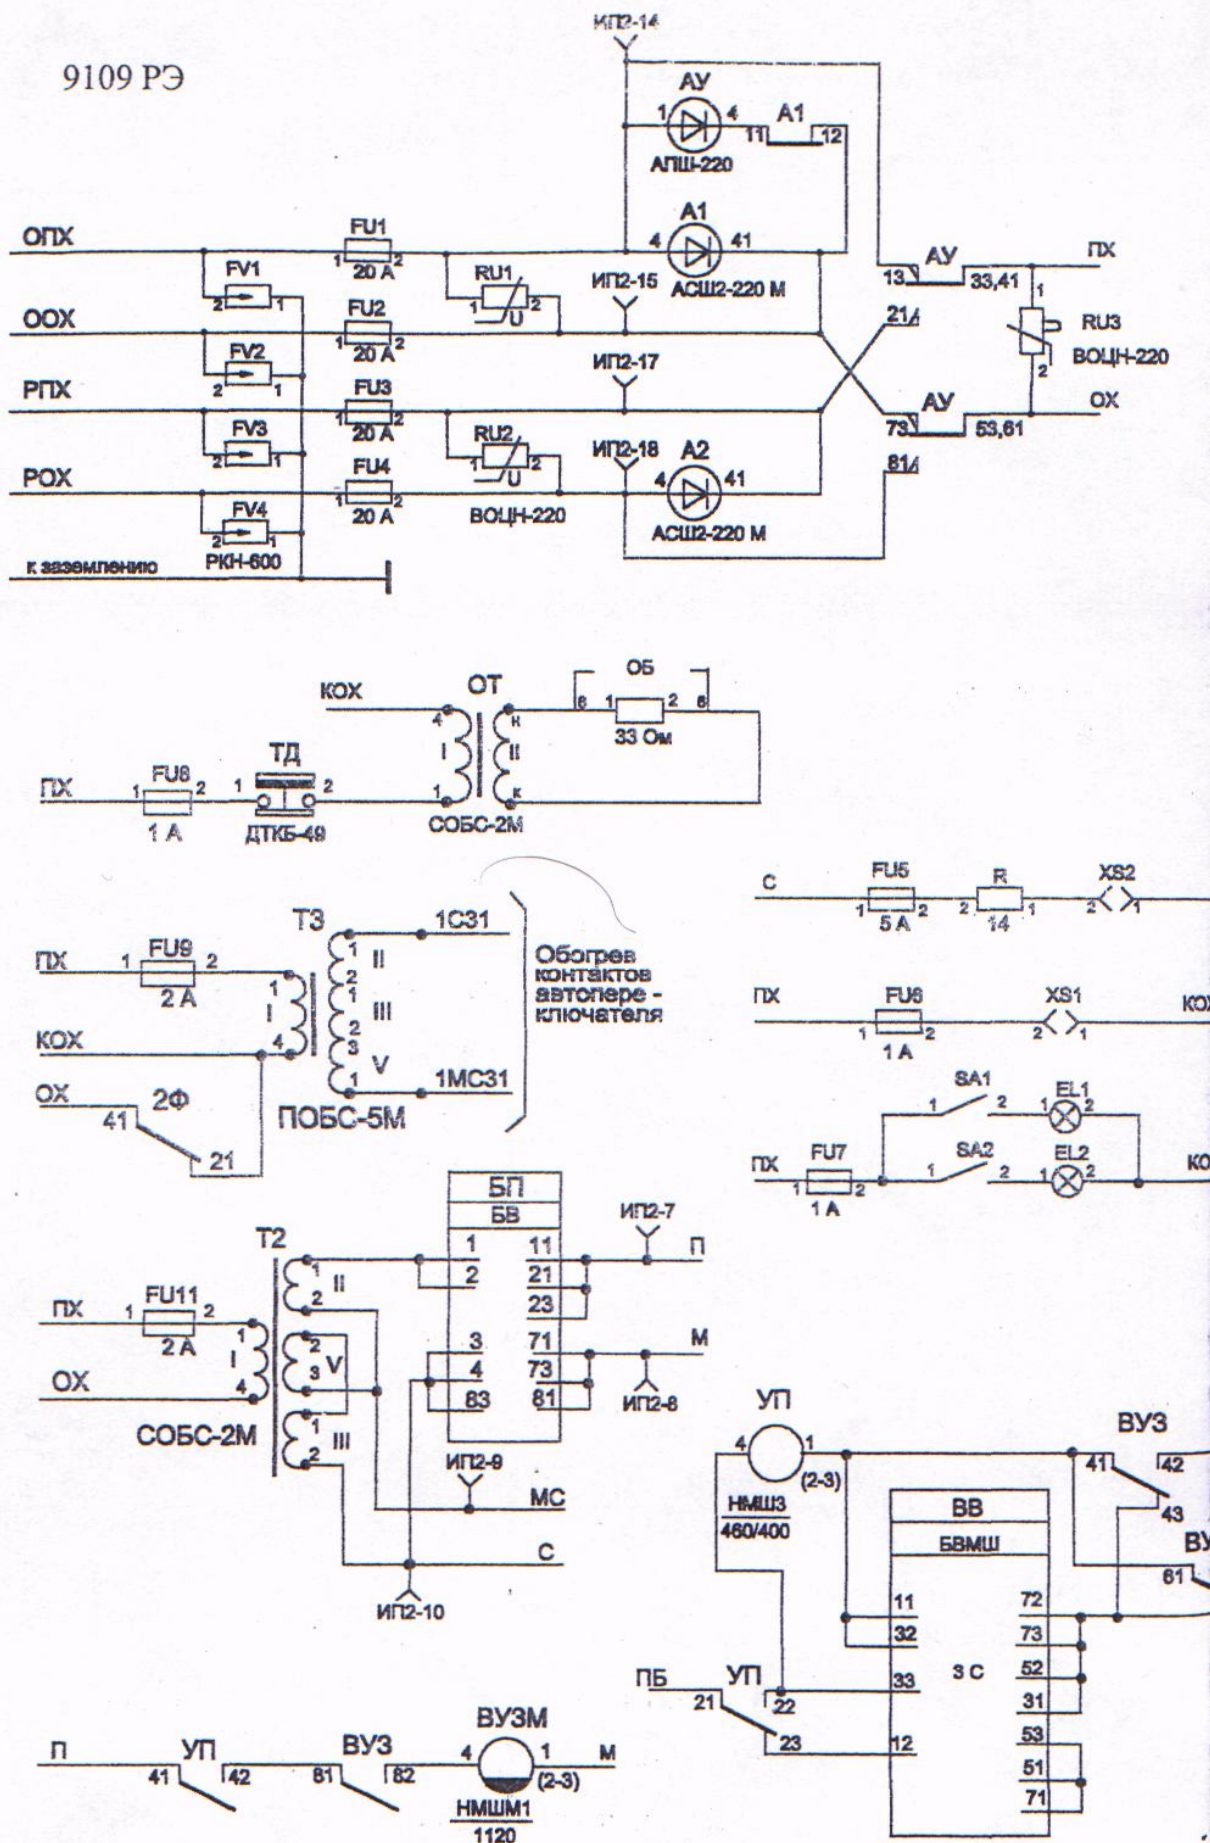 ИП2-14
9109 РЭ
АУ
1 4
А1
11 12
АПШ-220
ОПХ
FU1
1 2
20 А
А1
4 41
АСШ2-220 М
АУ
13 33,41
ПХ
FV1
2 1
RU1
1 2
U
ИП2-15
1
ООХ
FU2
1 2
20 А
21
RU3
ВОЦН-220
2
FV2
2 1
ИП2-17
РПХ
FU3
1 2
20 А
АУ
73 53,61
ОХ
FV3
2 1
RU2
1 2
U
ИП2-18
А2
4 41
81
РОХ
FU4
1 2
20 А
ВОЦН-220
АСШ2-220 М
FV4
2 1
РКН-600
к заземлению
КОХ
ОТ
4
I
1
н
II
к
СОБС-2М
ОБ
6 1 2 6
33 Ом
ПХ
FU8
1 2
1 А
ТД
1 2
ДТКБ-49
С
FU5
1 2
5 А
R
2 1
14
XS2
2 1
Т3
ПХ
FU9
1 2
2 А
1
I
4
1
II
2
1
III
2
3
V
1
1С31
1МС31
Обогрев
контактов
автопере -
ключателя
КОХ
ОХ
2Ф
41
21
ПОБС-5М
ПХ
FU6
1 2
1 А
XS1
2 1
КОХ
SA1
1 2
EL1
1 2
ПХ
FU7
1 2
1 А
SA2
1 2
EL2
1 2
КО
БП
БВ
1 11
2 21
23
3 71
4 73
83 81
ИП2-7
П
М
ИП2-8
Т2
ПХ
FU11
1 2
2 А
ОХ
1
I
4
1
II
2
2
V
3
1
III
2
СОБС-2М
ИП2-9
МС
С
ИП2-10
УП
4 1
(2-3)
НМШ3
460/400
ВУЗ
41 42
43
ВУ
61
ВВ
БВМШ
11 72
32 73
33 3 С 52
31
12 53
51
71
ПБ
УП
21 22
23
П
УП
41 42
ВУЗ
81 82
ВУЗМ
4 1
(2-3)
М
НМШМ1
1120